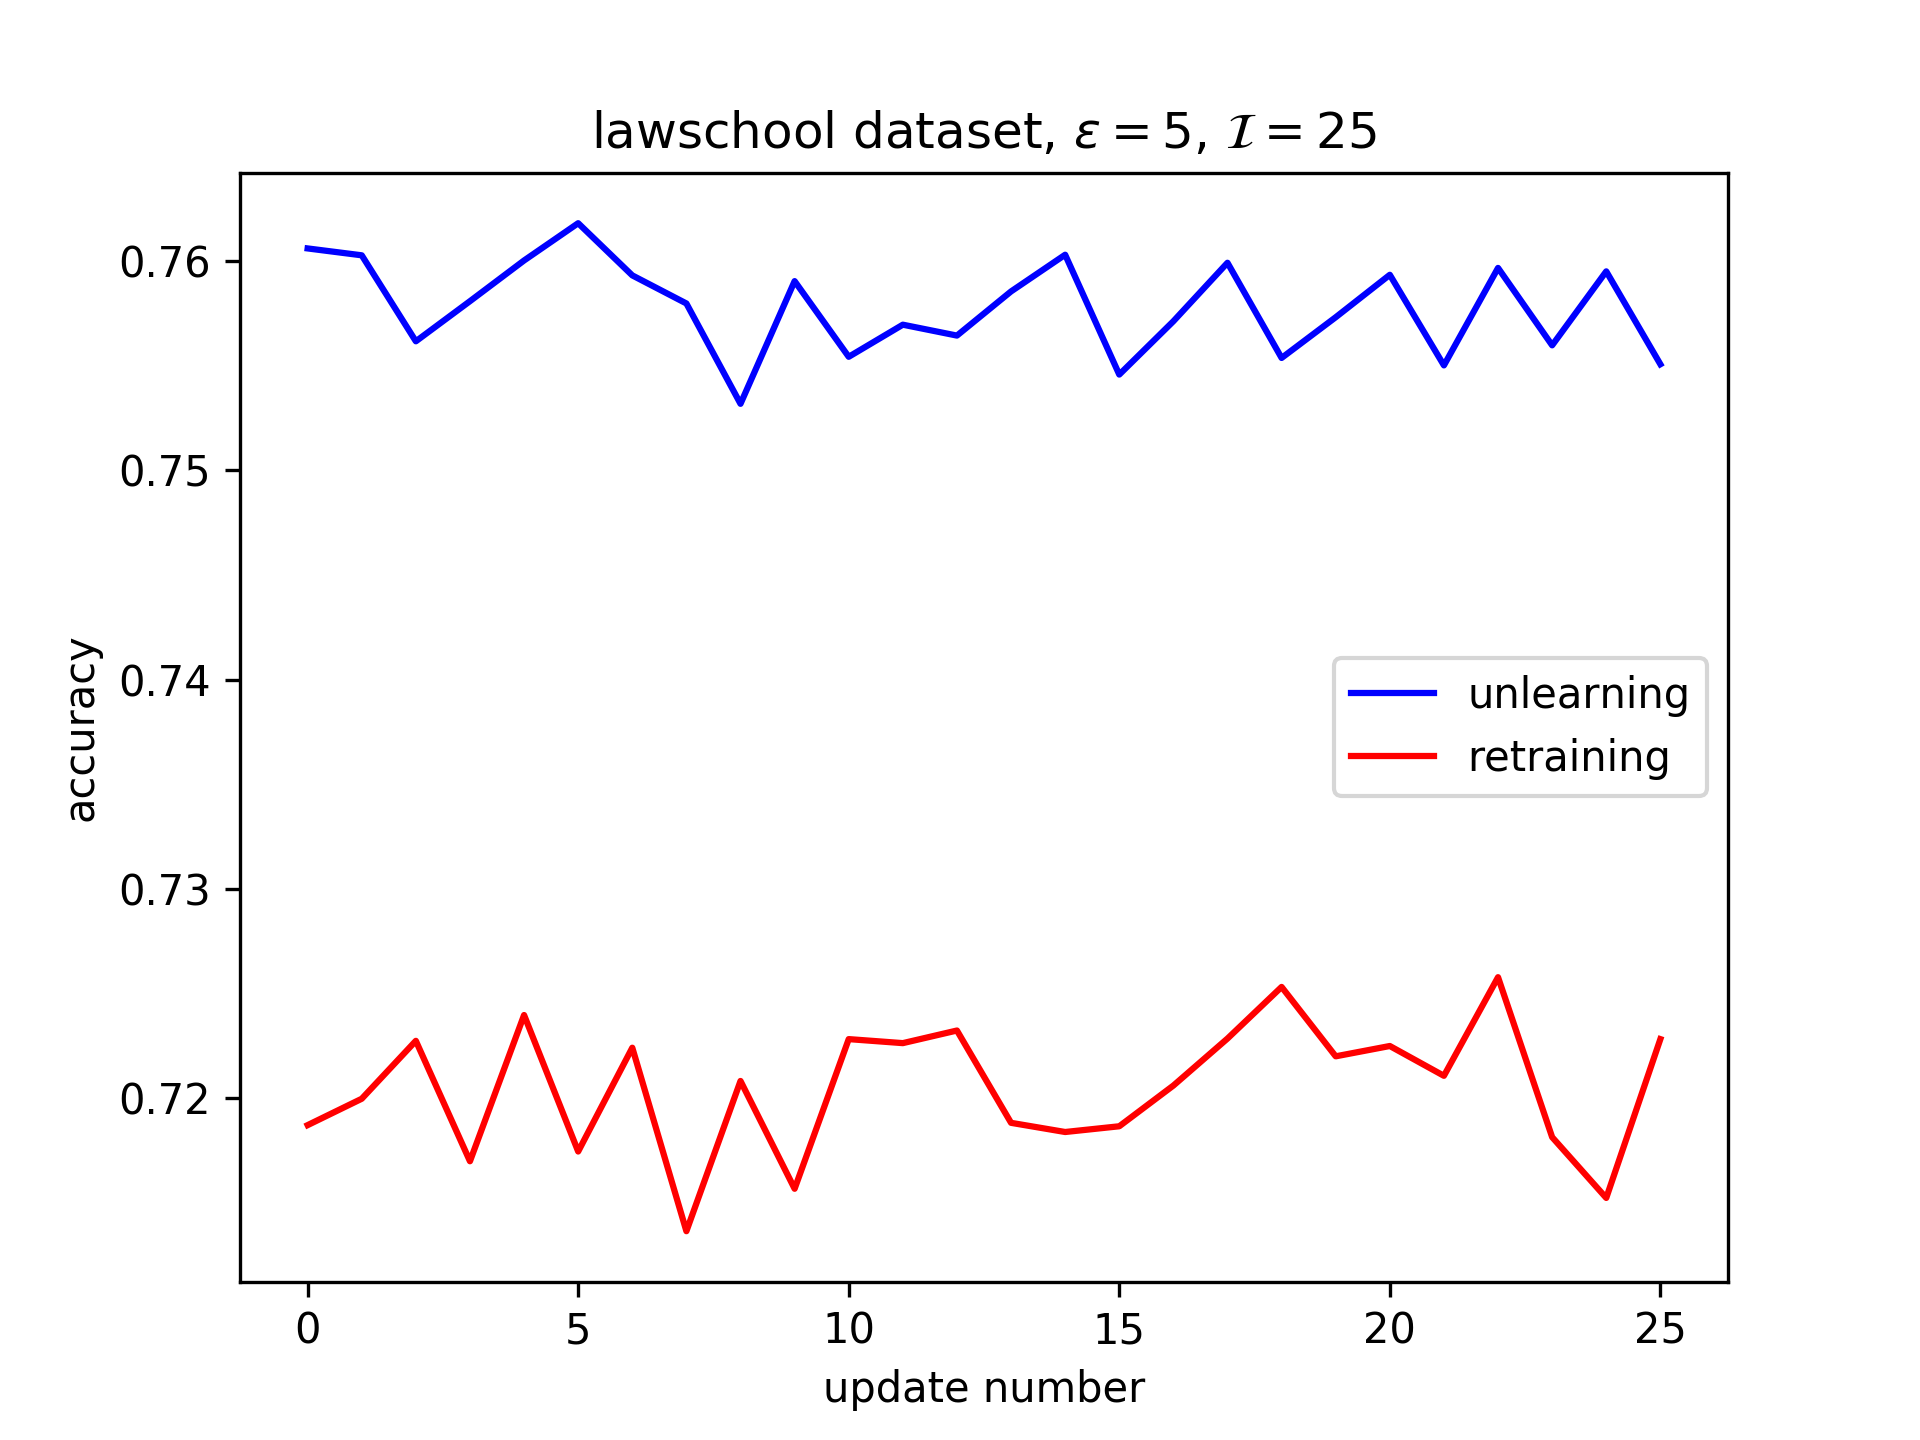 lawschool dataset, ε = 5, ℐ = 25
0.76
0.75
0.74
0.73
0.72
accuracy
unlearning
retraining
0 5 10 15 20 25
update number